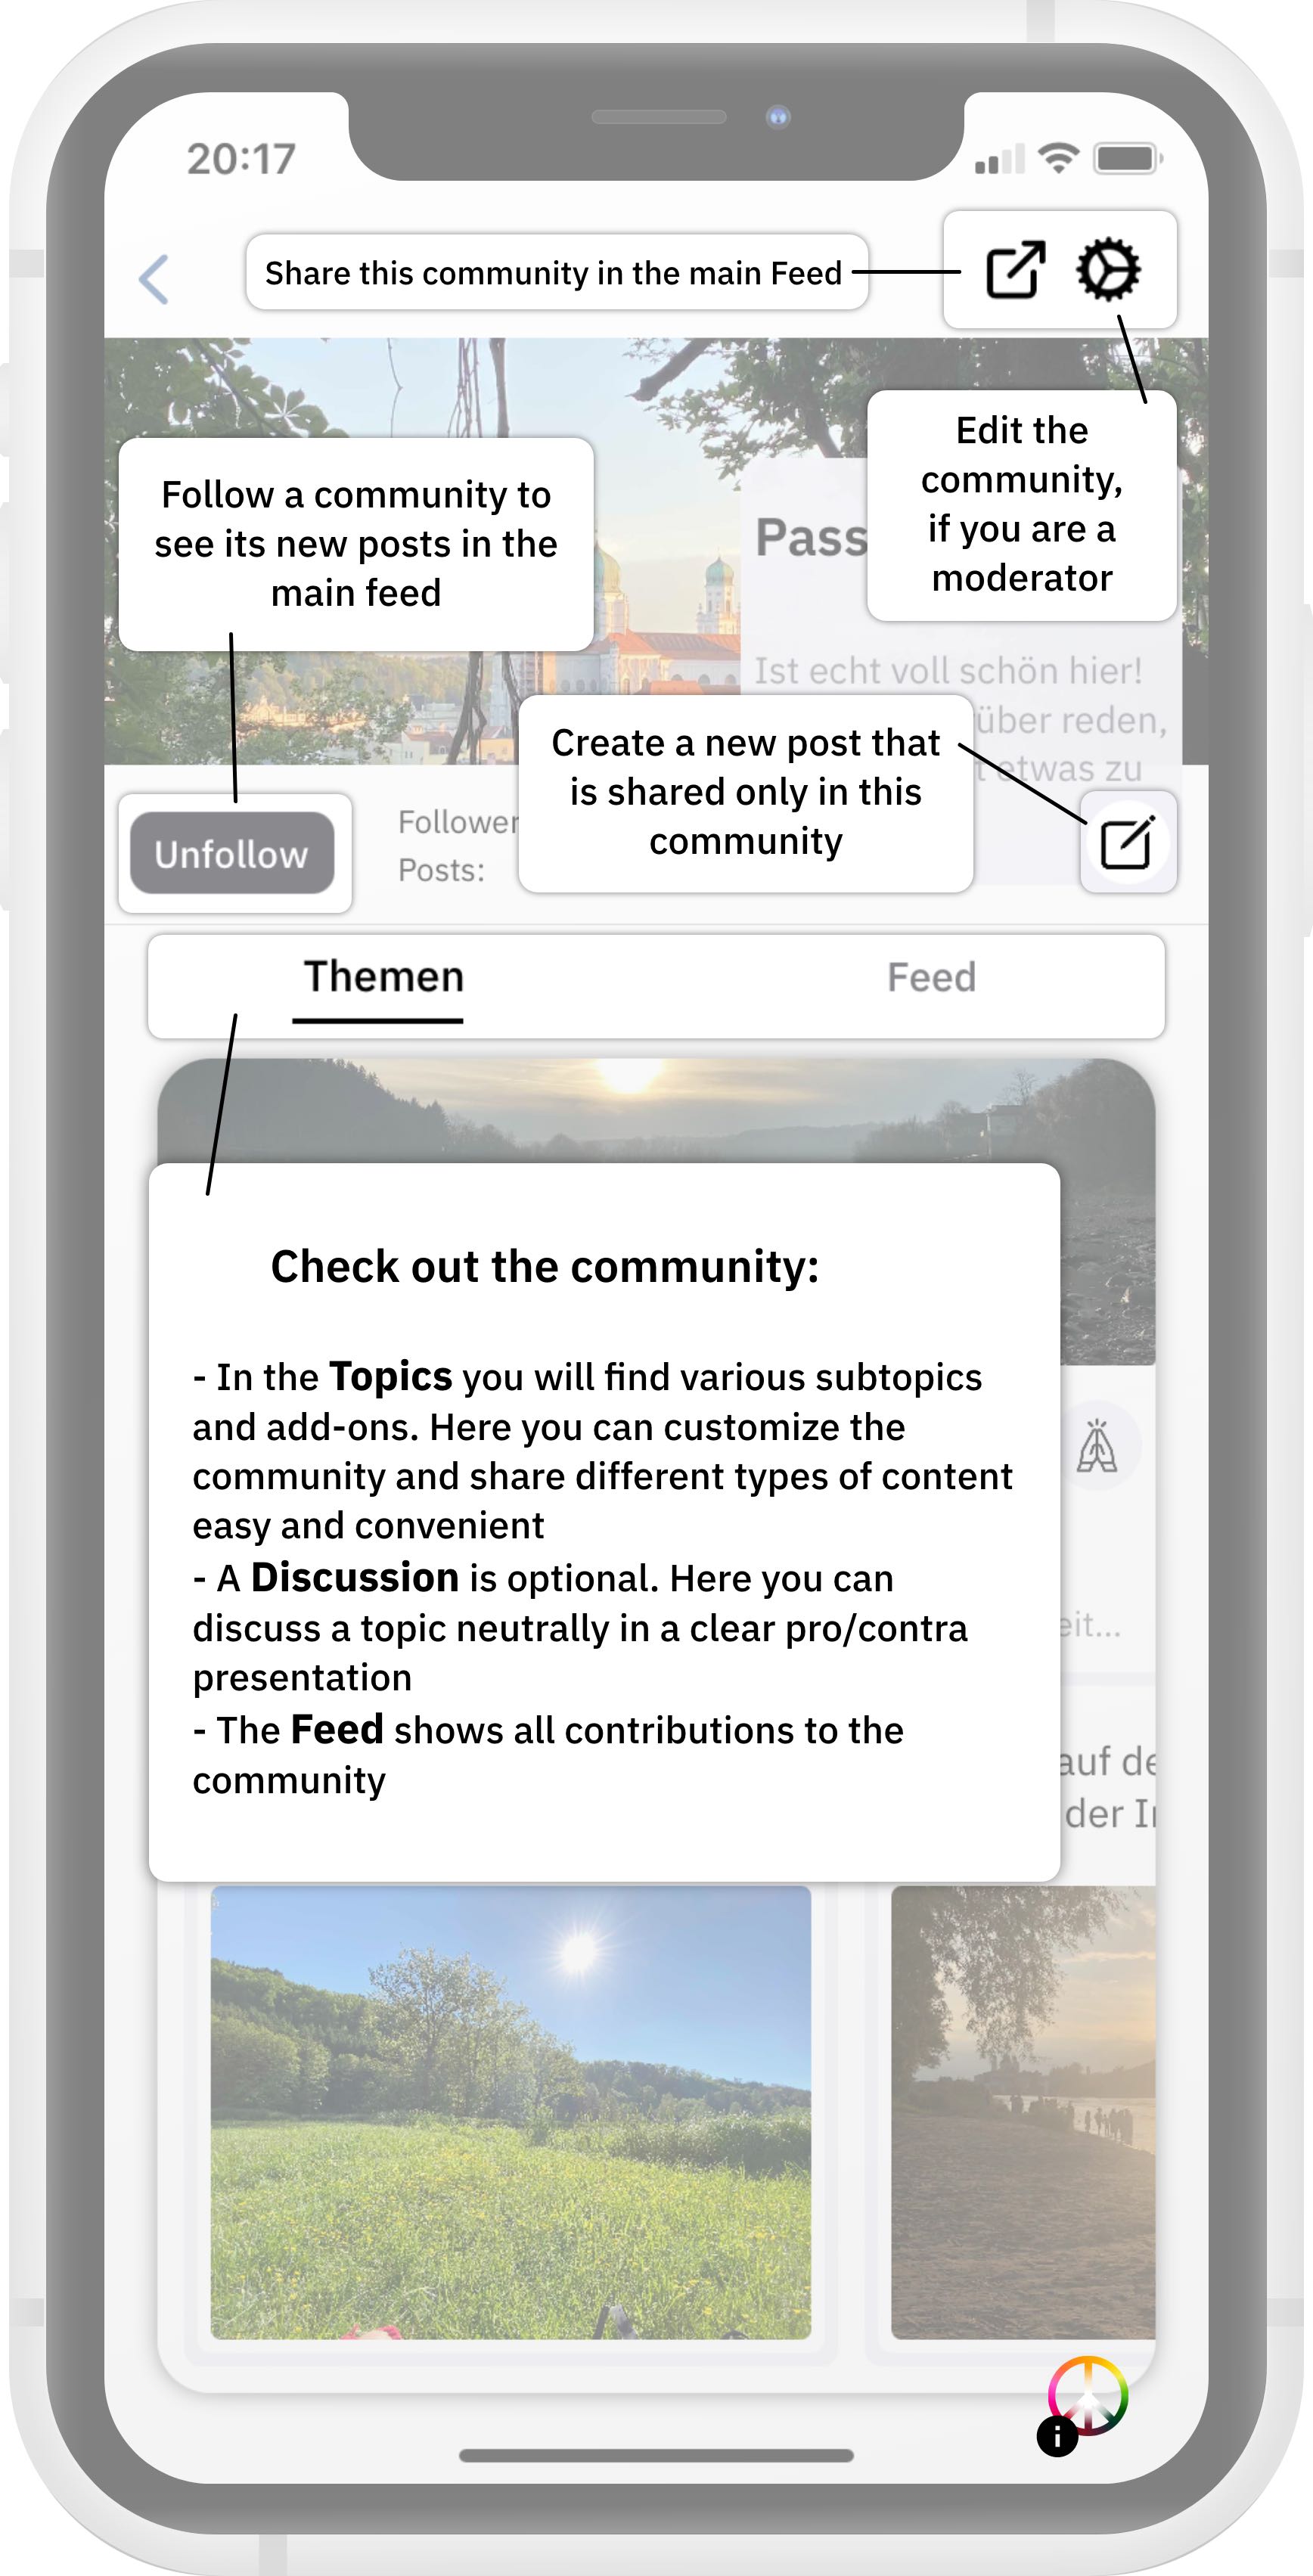 20:17
Share this community in the main Feed
Edit the
community,
if you are a
moderator
Follow a community to
see its new posts in the
main feed
Ist echt voll schön hier!
über reden,
etwas zu
Create a new post that
is shared only in this
community
Unfollow
Posts:
Themen
Feed
Check out the community:
- In the Topics you will find various subtopics
and add-ons. Here you can customize the
community and share different types of content
easy and convenient
- A Discussion is optional. Here you can
discuss a topic neutrally in a clear pro/contra
presentation
- The Feed shows all contributions to the
community
auf
der
i